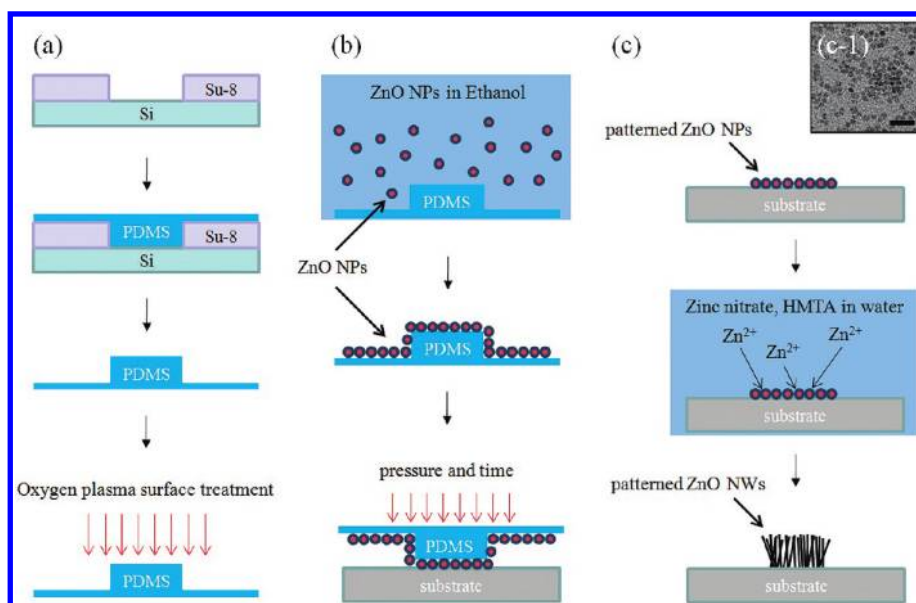 (a)
Su-8
Si
PDMS
Su-8
Si
PDMS
Oxygen plasma surface treatment
PDMS
(b)
ZnO NPs in Ethanol
PDMS
ZnO NPs
PDMS
pressure and time
PDMS
substrate
(c)
(c-1)
patterned ZnO NPs
substrate
Zinc nitrate, HMTA in water
Zn²⁺ Zn²⁺
Zn²⁺
substrate
patterned ZnO NWs
substrate